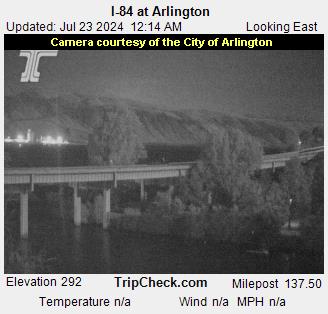 I-84 at Arlington
Updated: Jul 23 2024 12:14 AM Looking East
Camera courtesy of the City of Arlington
Elevation 292 TripCheck.com Milepost 137.50
Temperature n/a Wind n/a MPH n/a